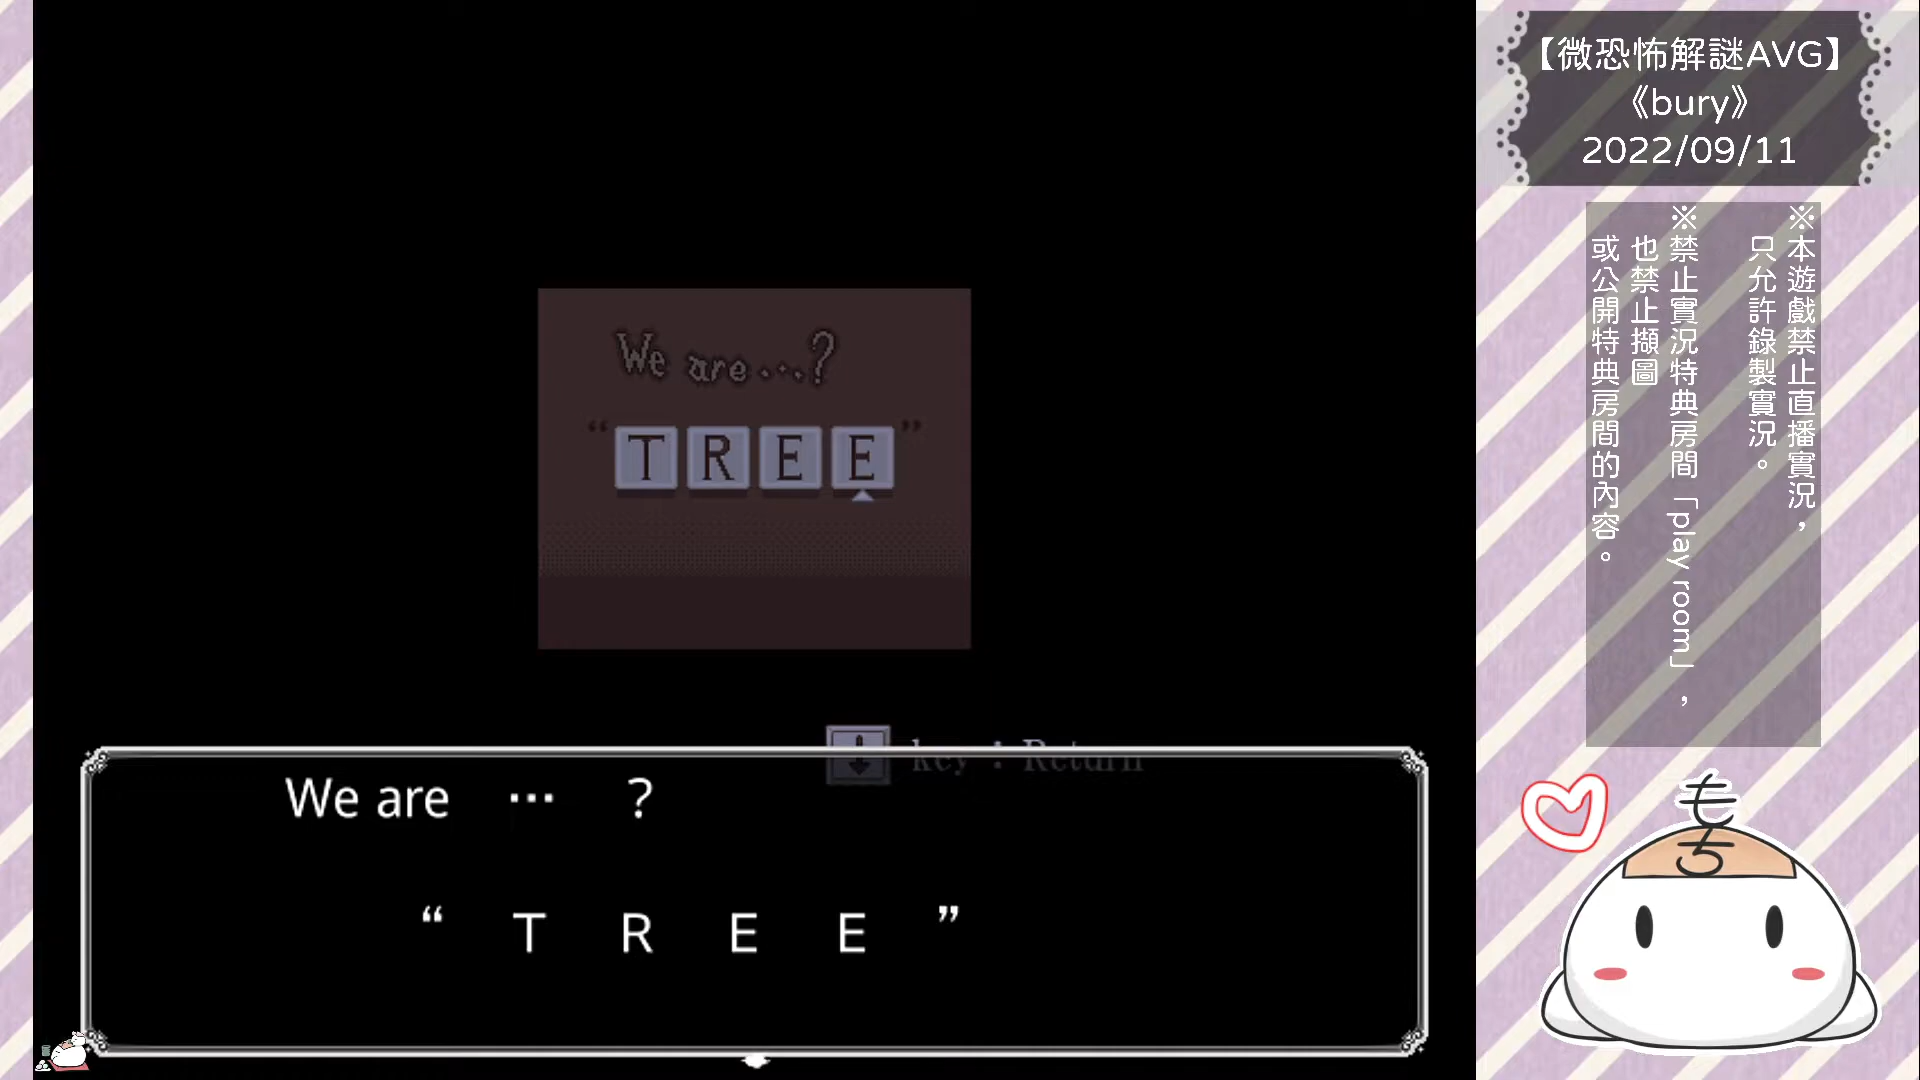 We are...?
“TREE”
key : Return
We are … ?
“ T R E E ”
【微恐怖解謎AVG】
《bury》
2022/09/11
※本遊戲禁止直播實況，
只允許錄製實況。
※禁止實況特典房間「play room」，
也禁止擷圖
或公開特典房間的內容。
もち